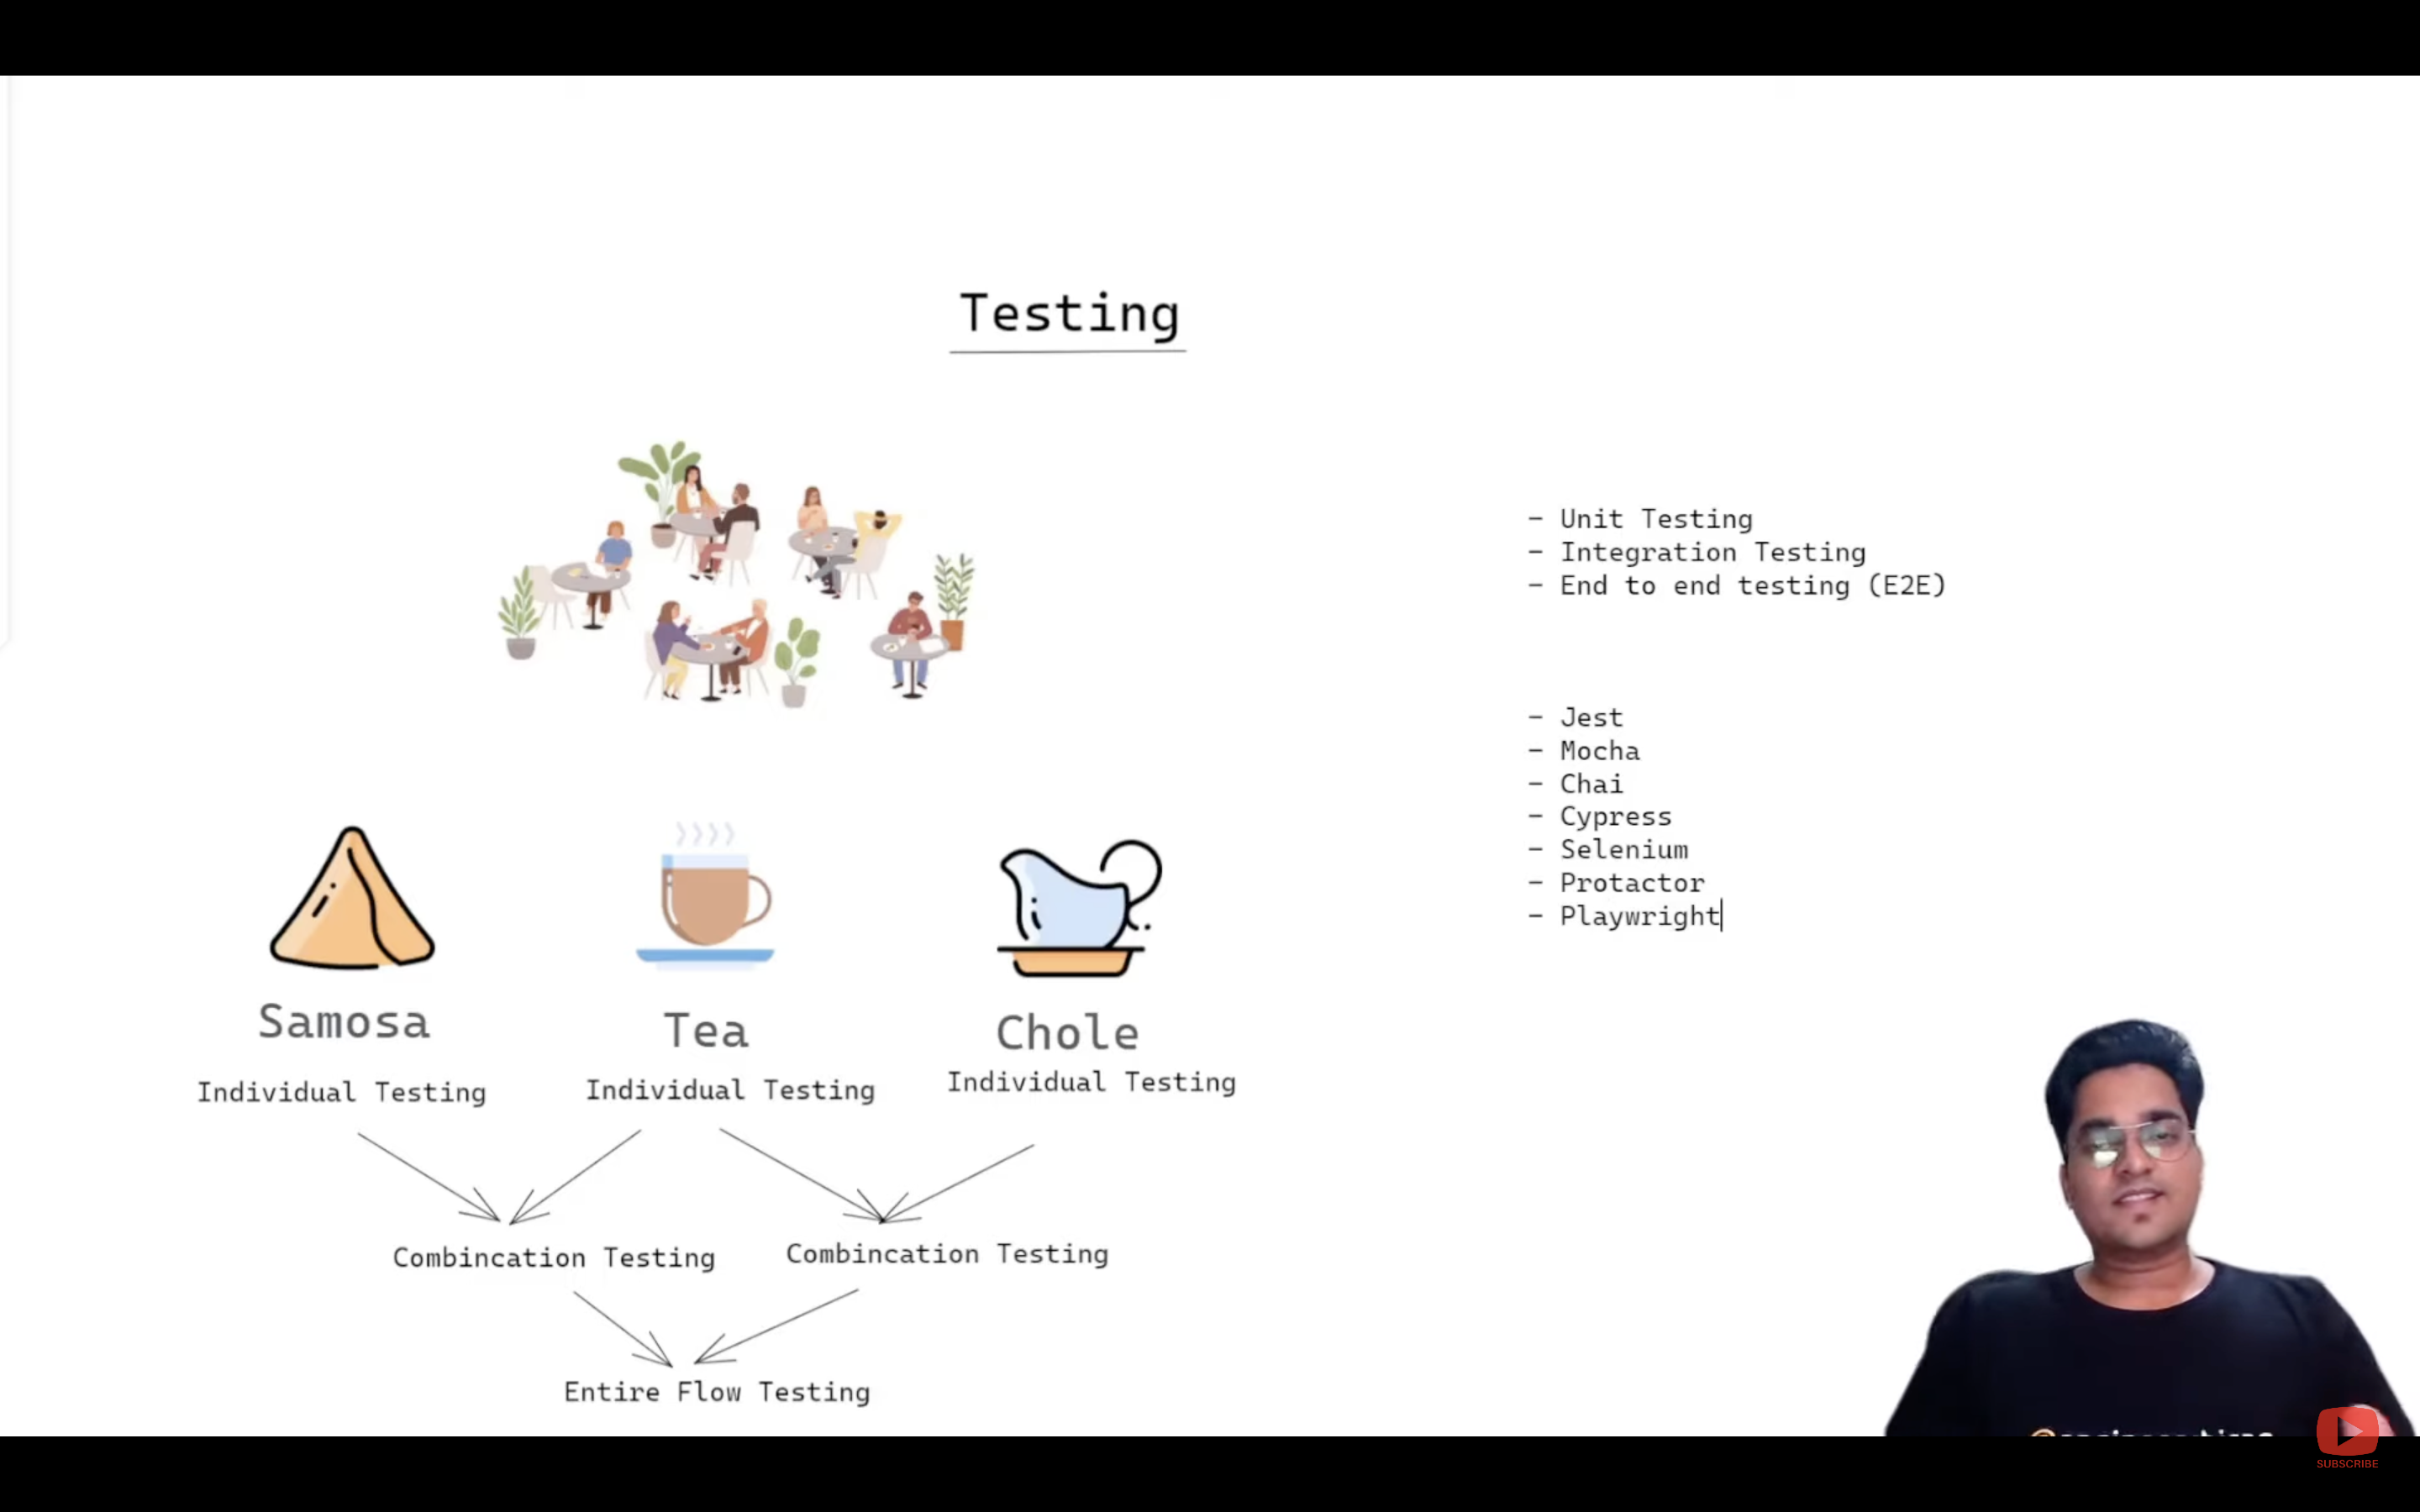 Testing
- Unit Testing
- Integration Testing
- End to end testing (E2E)
- Jest
- Mocha
- Chai
- Cypress
- Selenium
- Protactor
- Playwright
Samosa
Tea
Chole
Individual Testing
Individual Testing
Individual Testing
Combincation Testing
Combincation Testing
Entire Flow Testing
SUBSCRIBE